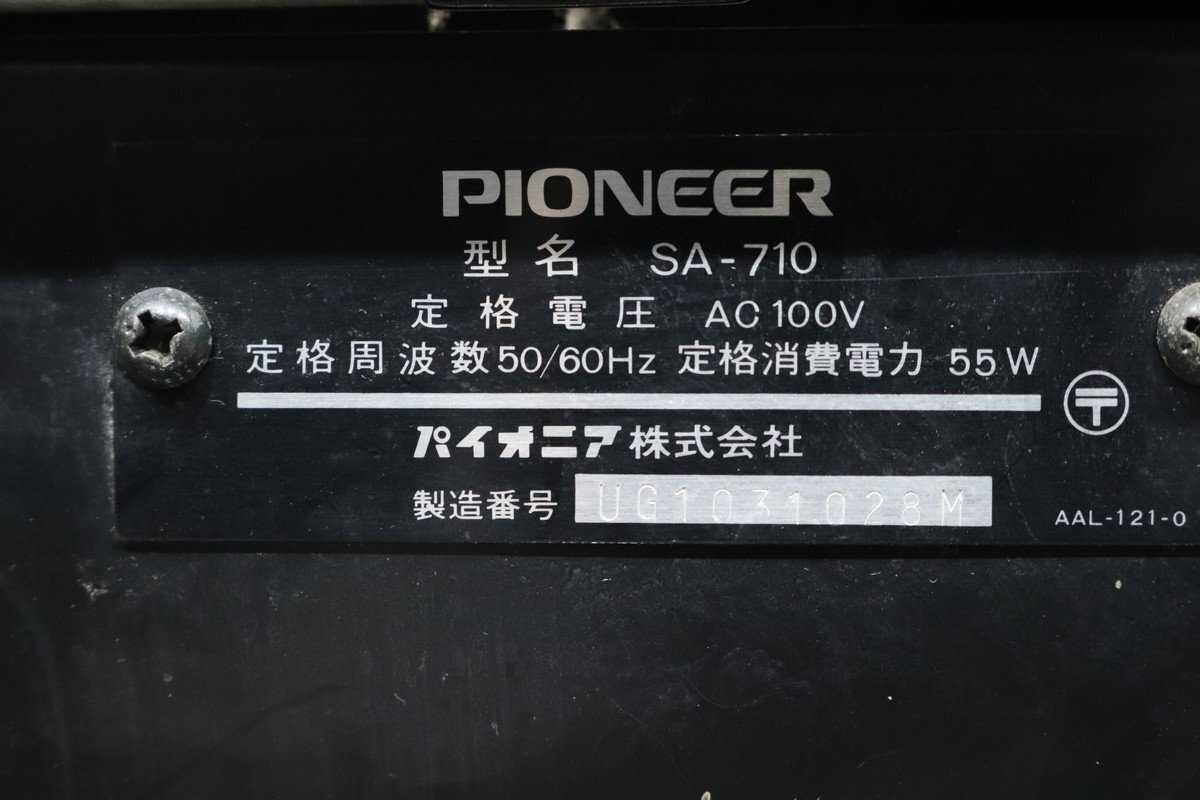 PIONEER
型名 SA-710
定格電圧 AC100V
定格周波数50/60Hz 定格消費電力 55W
〒
パイオニア株式会社
製造番号 UG1031028M
AAL-121-0